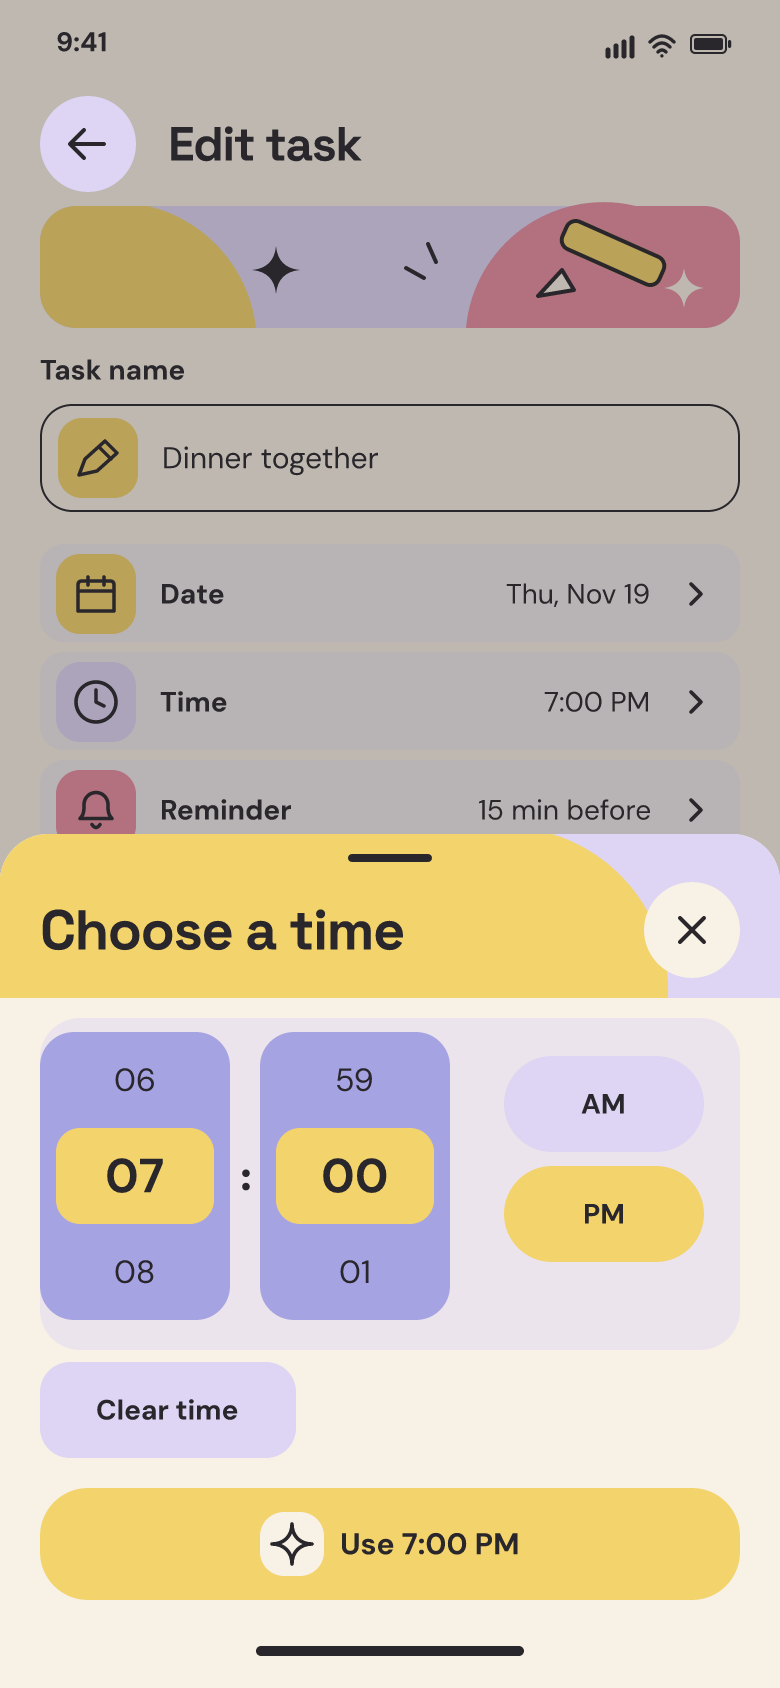 9:41
Edit task
Task name
Dinner together
Date Thu, Nov 19
Time 7:00 PM
Reminder 15 min before
Choose a time
06 59
AM
07 : 00
PM
08 01
Clear time
Use 7:00 PM